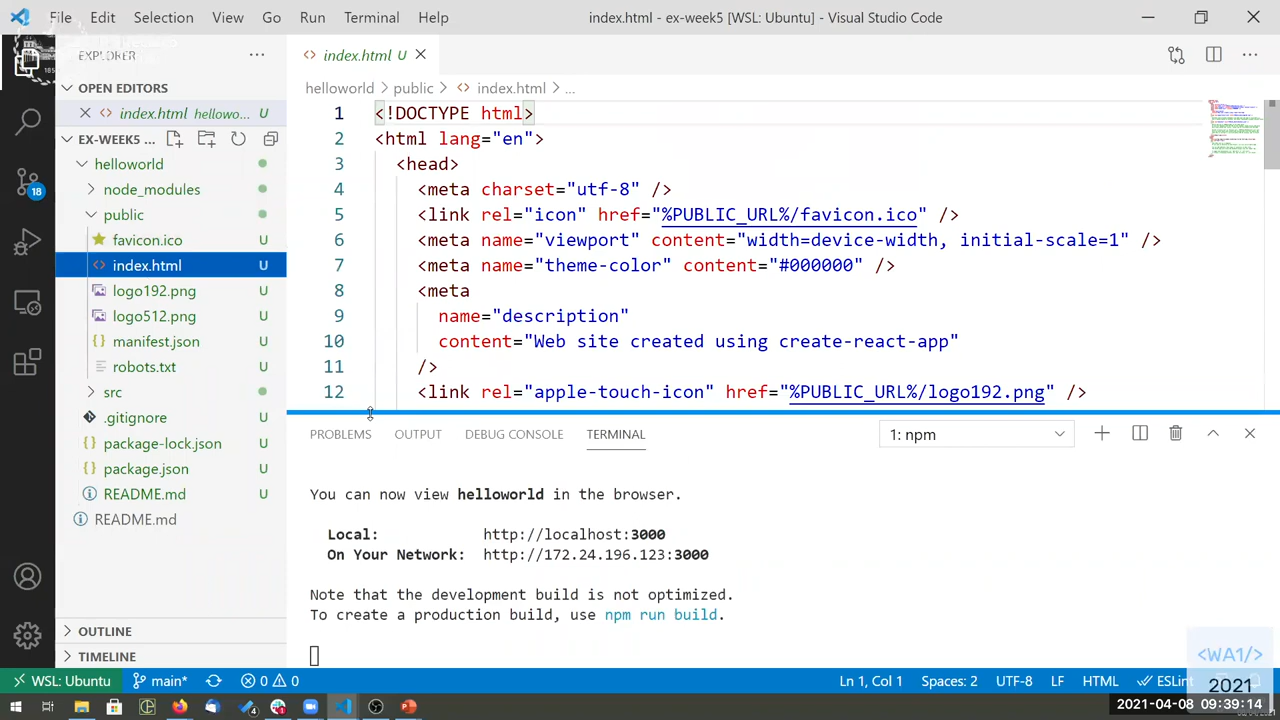 File Edit Selection View Go Run Terminal Help
index.html - ex-week5 [WSL: Ubuntu] - Visual Studio Code
EXPLORER
index.html U
OPEN EDITORS
index.html hellowo... U
helloworld > public > index.html > ...
EX-WEEK5 ...
helloworld
node_modules
public
favicon.ico U
index.html U
logo192.png U
logo512.png U
manifest.json U
robots.txt U
src
.gitignore U
package-lock.json U
package.json U
README.md U
README.md
OUTLINE
TIMELINE
18
1 <!DOCTYPE html>
2 <html lang="en">
3 <head>
4 <meta charset="utf-8" />
5 <link rel="icon" href="%PUBLIC_URL%/favicon.ico" />
6 <meta name="viewport" content="width=device-width, initial-scale=1" />
7 <meta name="theme-color" content="#000000" />
8 <meta
9 name="description"
10 content="Web site created using create-react-app"
11 />
12 <link rel="apple-touch-icon" href="%PUBLIC_URL%/logo192.png" />
PROBLEMS OUTPUT DEBUG CONSOLE TERMINAL
1: npm
You can now view helloworld in the browser.
Local: http://localhost:3000
On Your Network: http://172.24.196.123:3000
Note that the development build is not optimized.
To create a production build, use npm run build.
WSL: Ubuntu main* 0 0
Ln 1, Col 1 Spaces: 2 UTF-8 LF HTML ESLint
<WA1/>
2021
2021-04-08 09:39:14